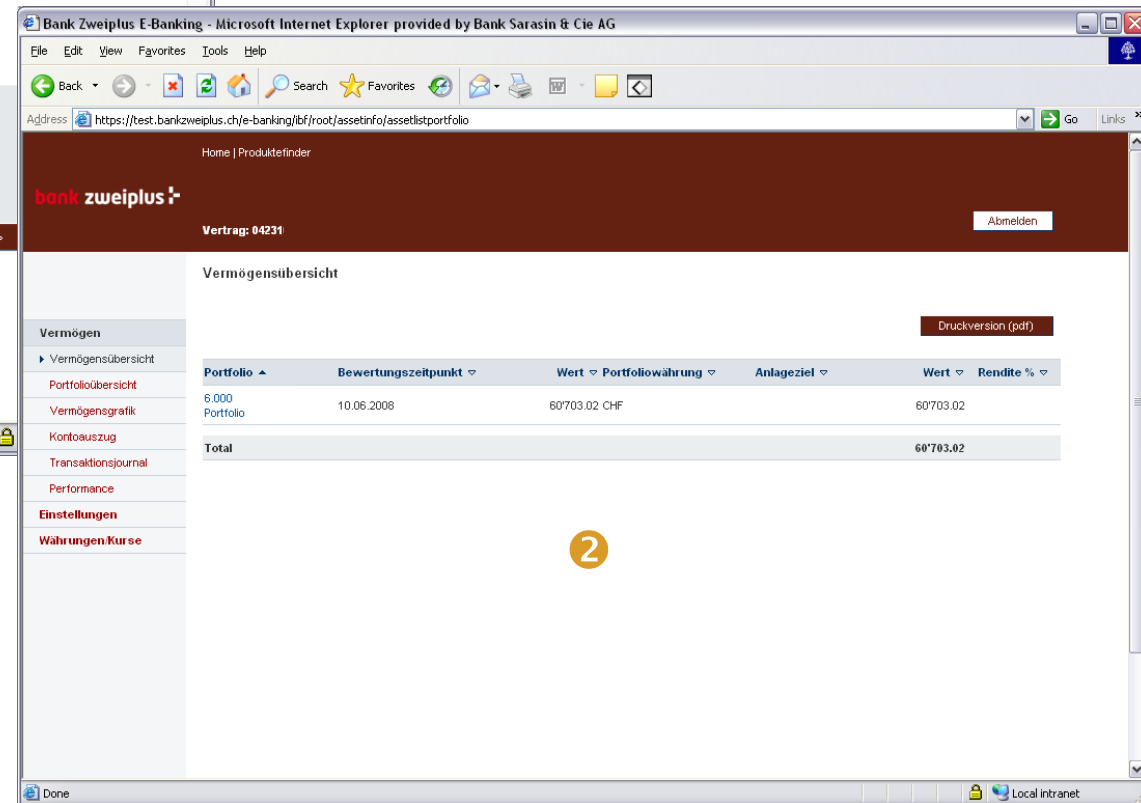 Bank Zweiplus E-Banking - Microsoft Internet Explorer provided by Bank Sarasin & Cie AG
File Edit View Favorites Tools Help
Back Search Favorites
Address https://test.bankzweiplus.ch/e-banking/ibf/root/assetinfo/assetlistportfolio Go Links »
Home | Produktefinder
bank zweiplus
Vertrag: 04231
Abmelden
Vermögensübersicht
Druckversion (pdf)
Vermögen
Vermögensübersicht
Portfolioübersicht
Vermögensgrafik
Kontoauszug
Transaktionsjournal
Performance
Einstellungen
Währungen/Kurse
Portfolio Bewertungszeitpunkt Wert Portfoliowährung Anlageziel Wert Rendite %
6.000 10.06.2008 60'703.02 CHF 60'703.02
Portfolio
Total 60'703.02
2
Done Local intranet